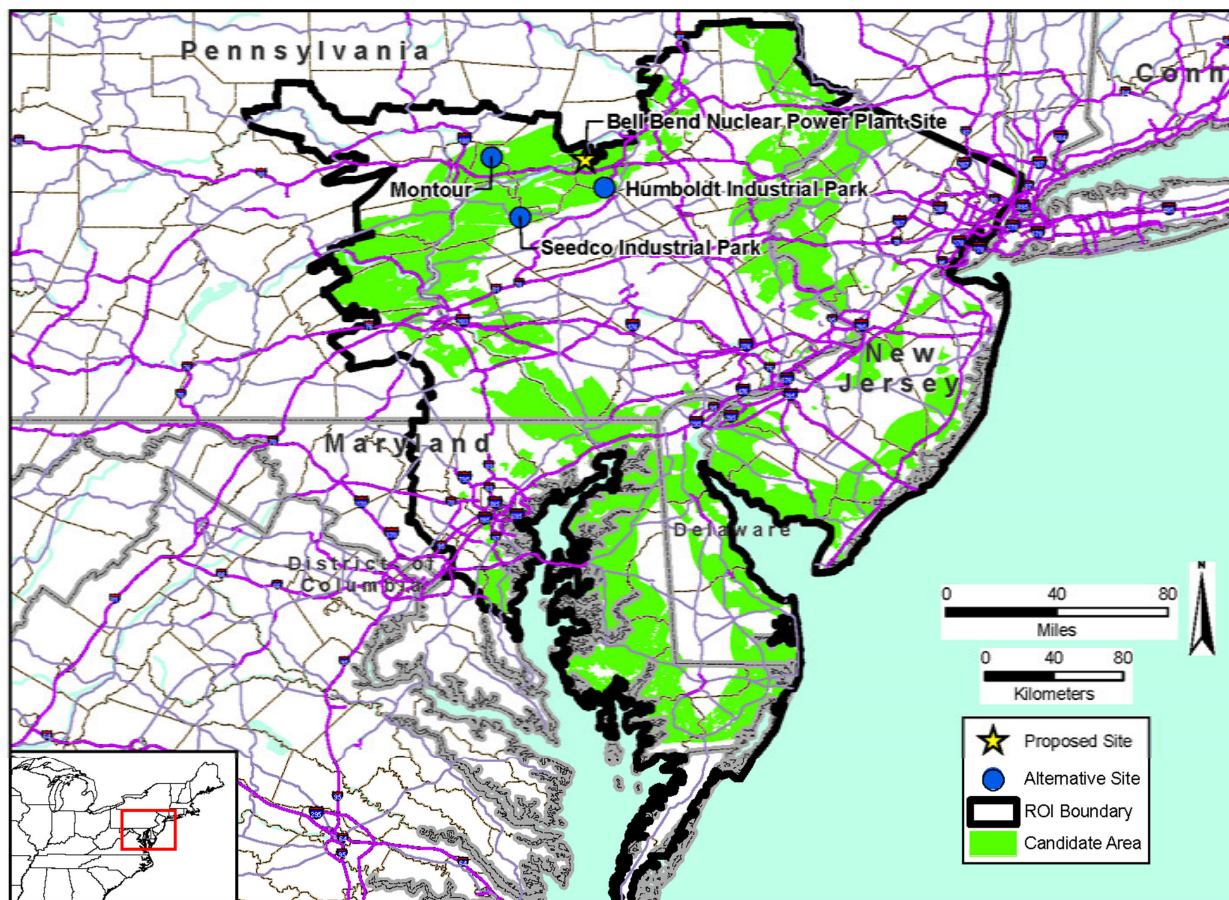 Pennsylvania
Conn
Bell Bend Nuclear Power Plant Site
Montour
Humboldt Industrial Park
Seedco Industrial Park
New
Jersey
Maryland
Delaware
District of
Columbia
N
0 40 80
Miles
0 40 80
Kilometers
Proposed Site
Alternative Site
ROI Boundary
Candidate Area
295